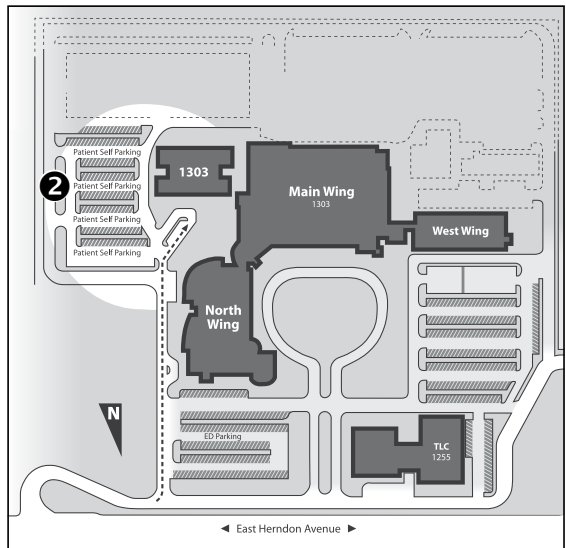 Patient Self Parking
2
Patient Self Parking
Patient Self Parking
Patient Self Parking
1303
Main Wing
1303
West Wing
North
Wing
N
ED Parking
TLC
1255
◄ East Herndon Avenue ►